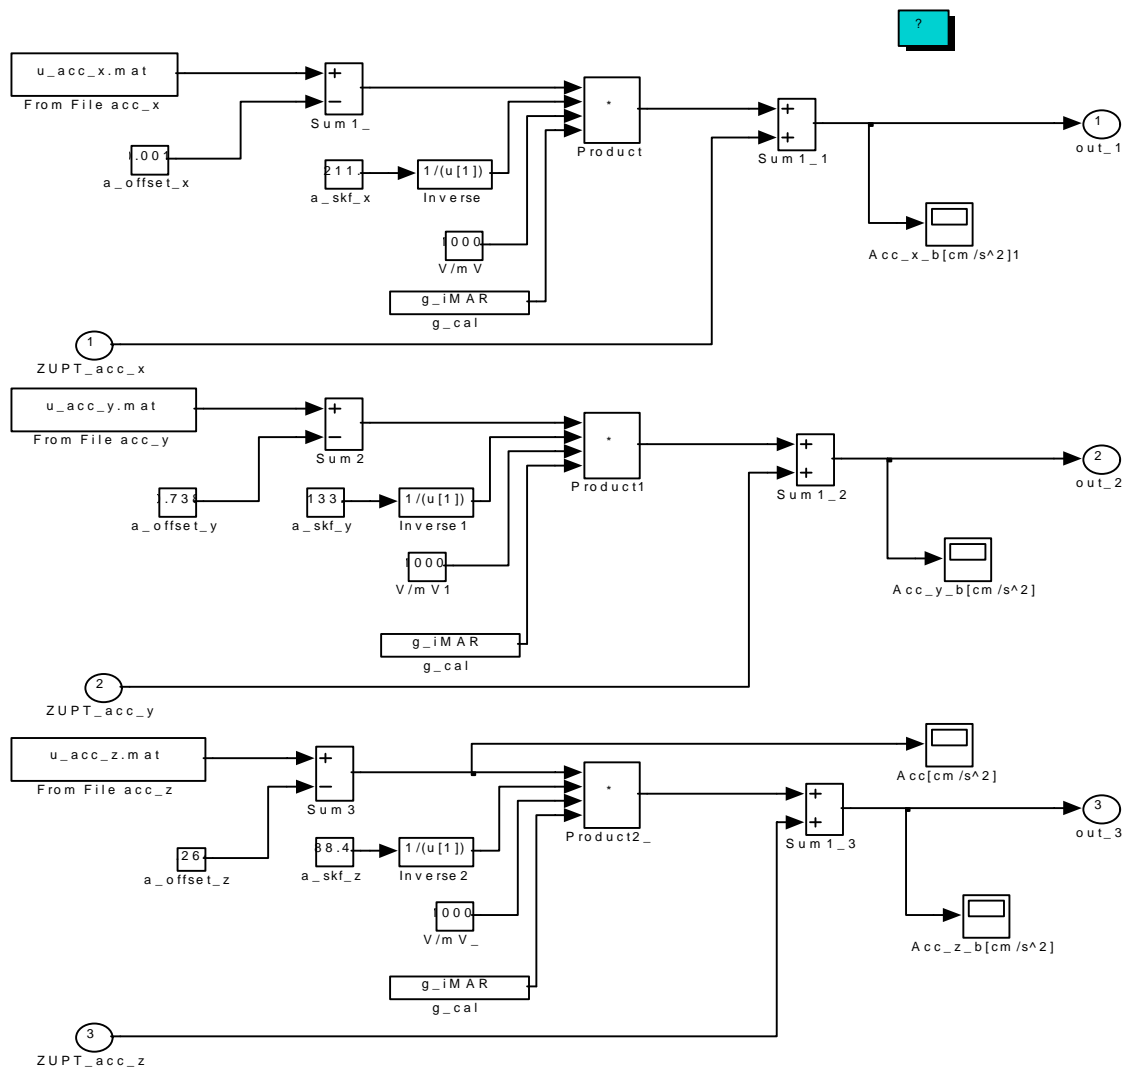 ?
u_acc_x.mat
From File acc_x
Sum1_
.001
a_offset_x
211.
a_skf_x
1/(u[1])
Inverse
*
Product
Sum1_1
1
out_1
Acc_x_b[cm/s^2]1
000
V/mV
g_iMAR
g_cal
1
ZUPT_acc_x
u_acc_y.mat
From File acc_y
Sum2
.738
a_offset_y
133
a_skf_y
1/(u[1])
Inverse1
*
Product1
Sum1_2
2
out_2
Acc_y_b[cm/s^2]
000
V/mV1
g_iMAR
g_cal
2
ZUPT_acc_y
u_acc_z.mat
From File acc_z
Sum3
26
a_offset_z
88.4
a_skf_z
1/(u[1])
Inverse2
*
Product2_
Acc[cm/s^2]
Sum1_3
3
out_3
Acc_z_b[cm/s^2]
000
V/mV_
g_iMAR
g_cal
3
ZUPT_acc_z